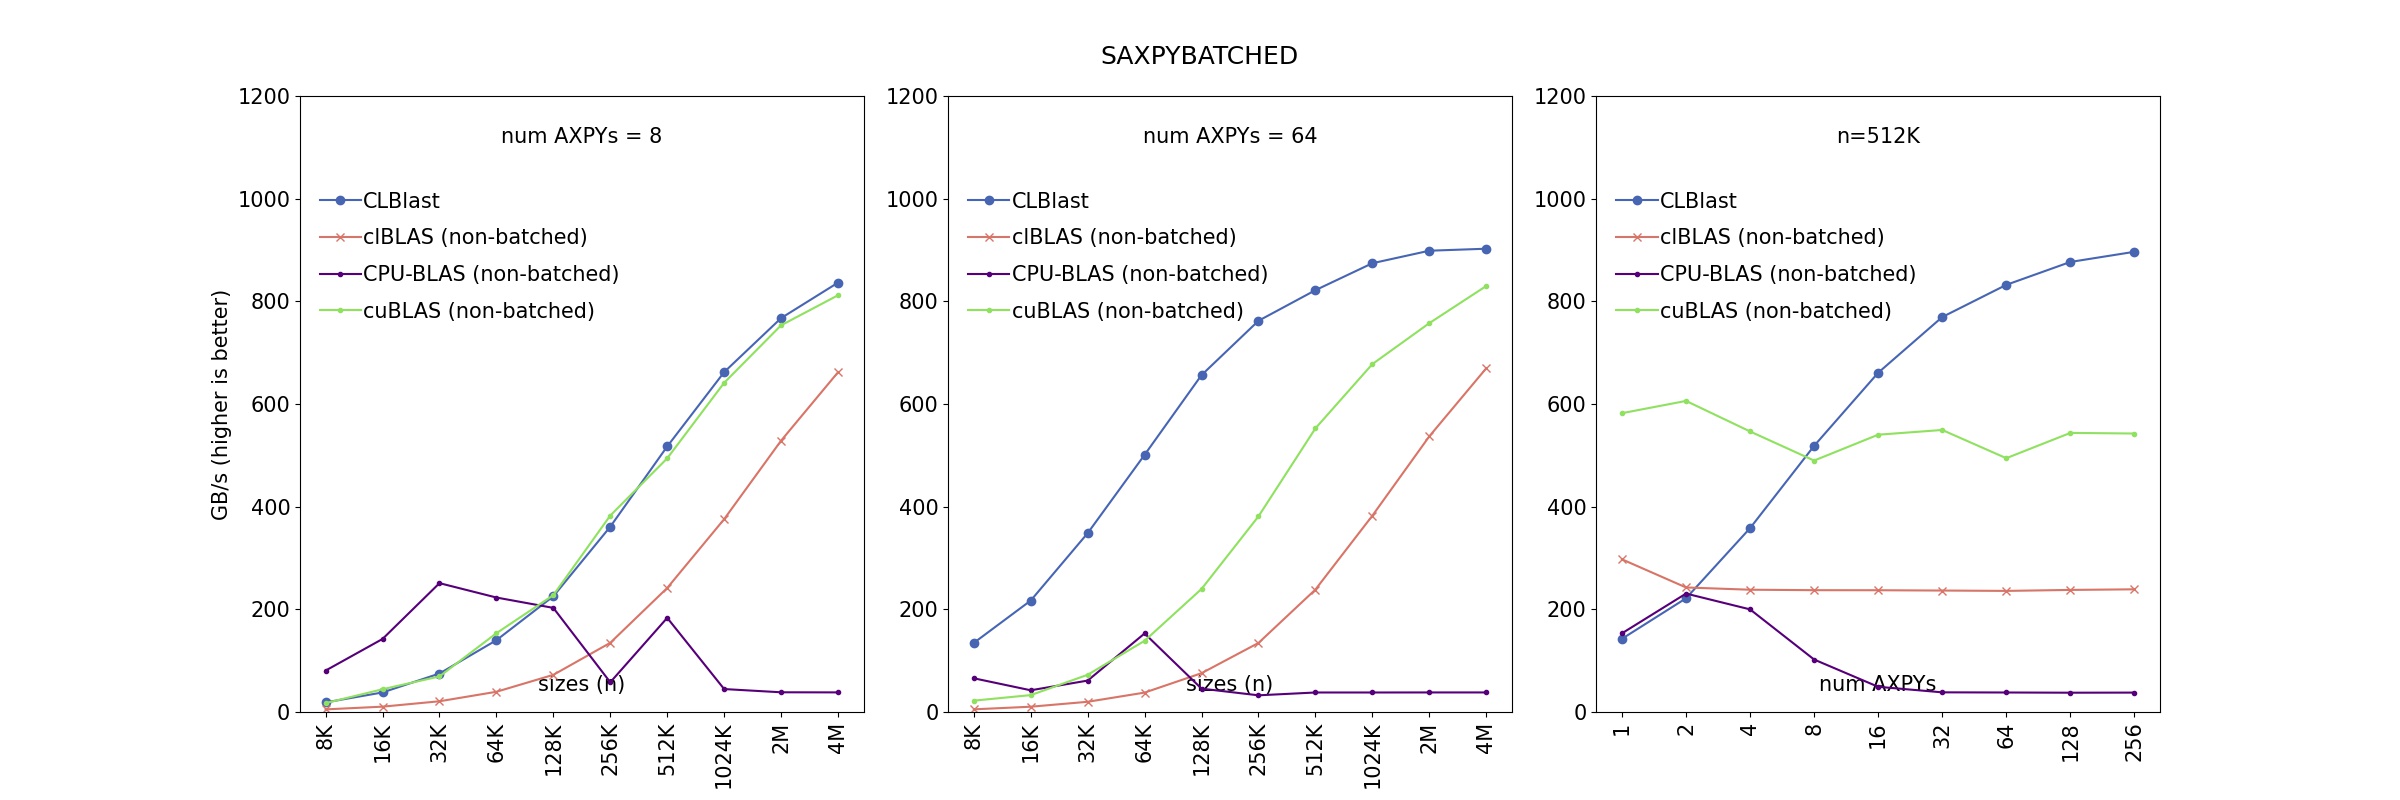 SAXPYBATCHED
GB/s (higher is better)
1200
1000
800
600
400
200
0
num AXPYs = 8
CLBlast
clBLAS (non-batched)
CPU-BLAS (non-batched)
cuBLAS (non-batched)
sizes (n)
8K
16K
32K
64K
128K
256K
512K
1024K
2M
4M
1200
1000
800
600
400
200
0
num AXPYs = 64
CLBlast
clBLAS (non-batched)
CPU-BLAS (non-batched)
cuBLAS (non-batched)
sizes (n)
8K
16K
32K
64K
128K
256K
512K
1024K
2M
4M
1200
1000
800
600
400
200
0
n=512K
CLBlast
clBLAS (non-batched)
CPU-BLAS (non-batched)
cuBLAS (non-batched)
num AXPYs
1
2
4
8
16
32
64
128
256